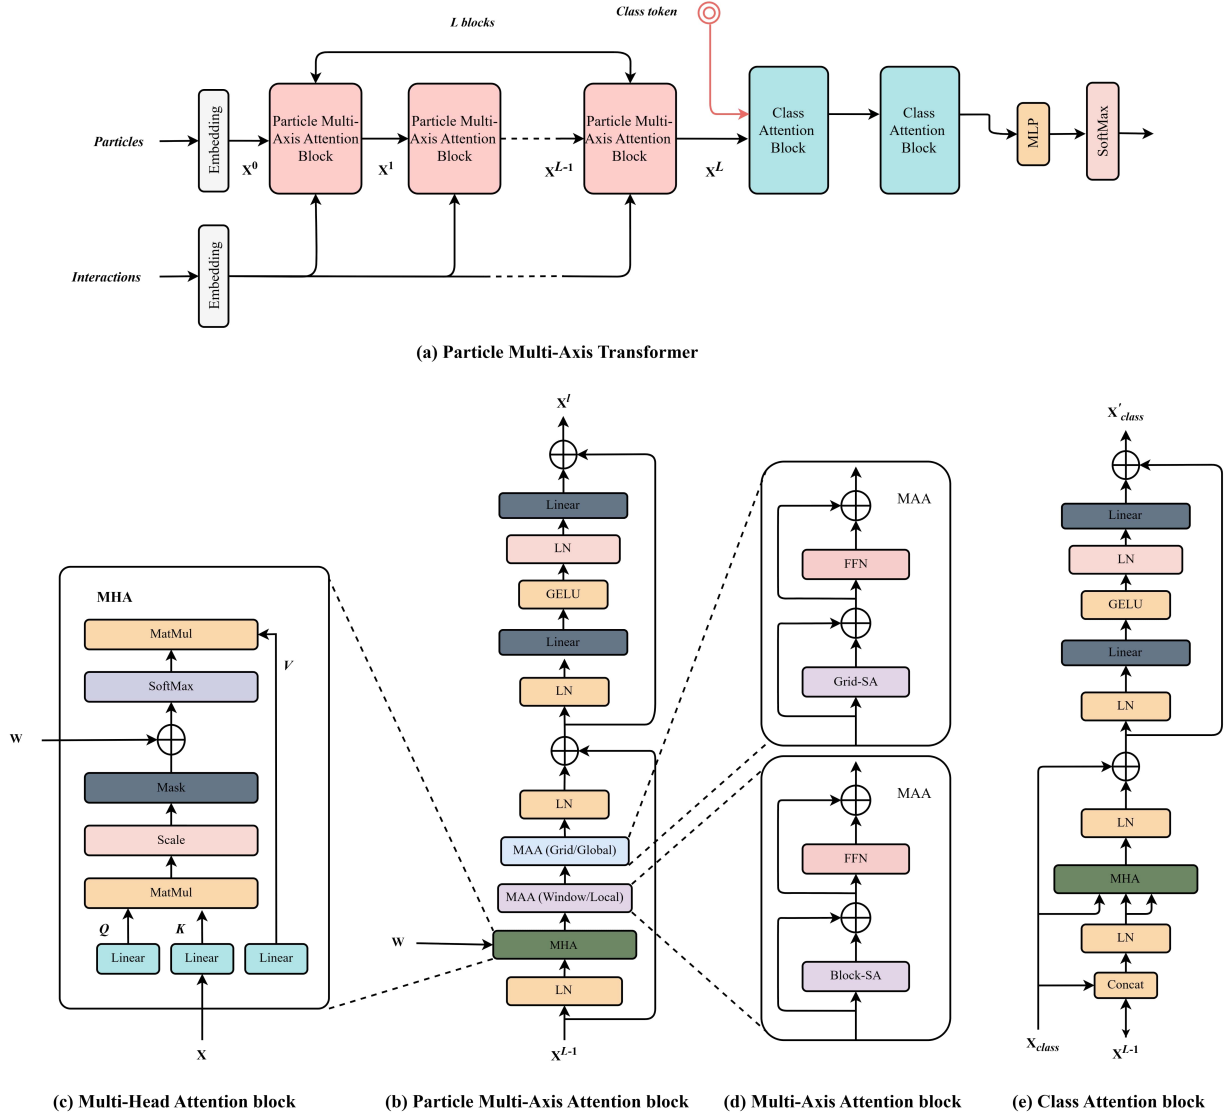 L blocks
Class token
Particles
Embedding
X⁰
Particle Multi-
Axis Attention
Block
X¹
Particle Multi-
Axis Attention
Block
Xᴸ⁻¹
Particle Multi-
Axis Attention
Block
Xᴸ
Class
Attention
Block
Class
Attention
Block
MLP
SoftMax
Interactions
Embedding
(a) Particle Multi-Axis Transformer
MHA
MatMul
V
SoftMax
W
Mask
Scale
MatMul
Q
K
Linear
Linear
Linear
X
(c) Multi-Head Attention block
Xˡ
Linear
LN
GELU
Linear
LN
LN
MAA (Grid/Global)
MAA (Window/Local)
W
MHA
LN
Xᴸ⁻¹
(b) Particle Multi-Axis Attention block
MAA
FFN
Grid-SA
MAA
FFN
Block-SA
(d) Multi-Axis Attention block
X′class
Linear
LN
GELU
Linear
LN
LN
MHA
LN
Concat
Xclass
Xᴸ⁻¹
(e) Class Attention block